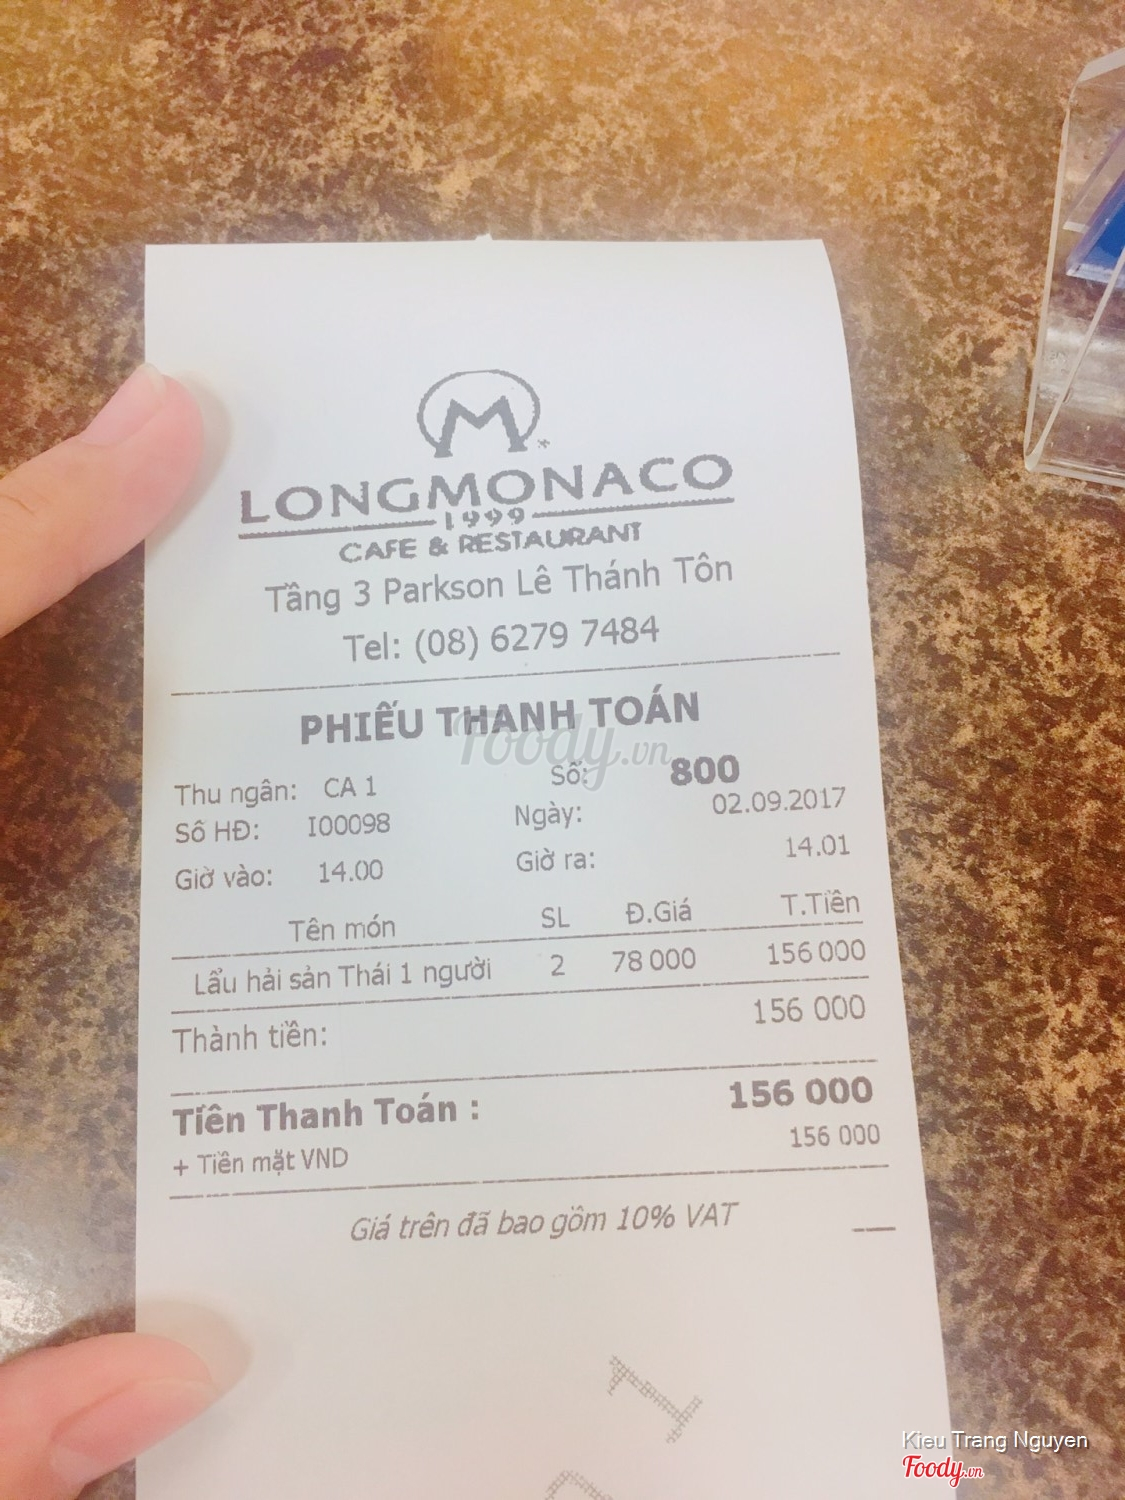 M
LONGMONACO
1999
CAFE & RESTAURANT
Tầng 3 Parkson Lê Thánh Tôn
Tel: (08) 6279 7484
PHIẾU THANH TOÁN
Foody.vn
Thu ngân: CA 1 Số: 800
Số HĐ: I00098 Ngày: 02.09.2017
Giờ vào: 14.00 Giờ ra: 14.01
Tên món SL Đ.Giá T.Tiền
Lẩu hải sản Thái 1 người 2 78 000 156 000
Thành tiền: 156 000
Tiền Thanh Toán : 156 000
+ Tiền mặt VND 156 000
Giá trên đã bao gồm 10% VAT
1
Kieu Trang Nguyen
Foody.vn